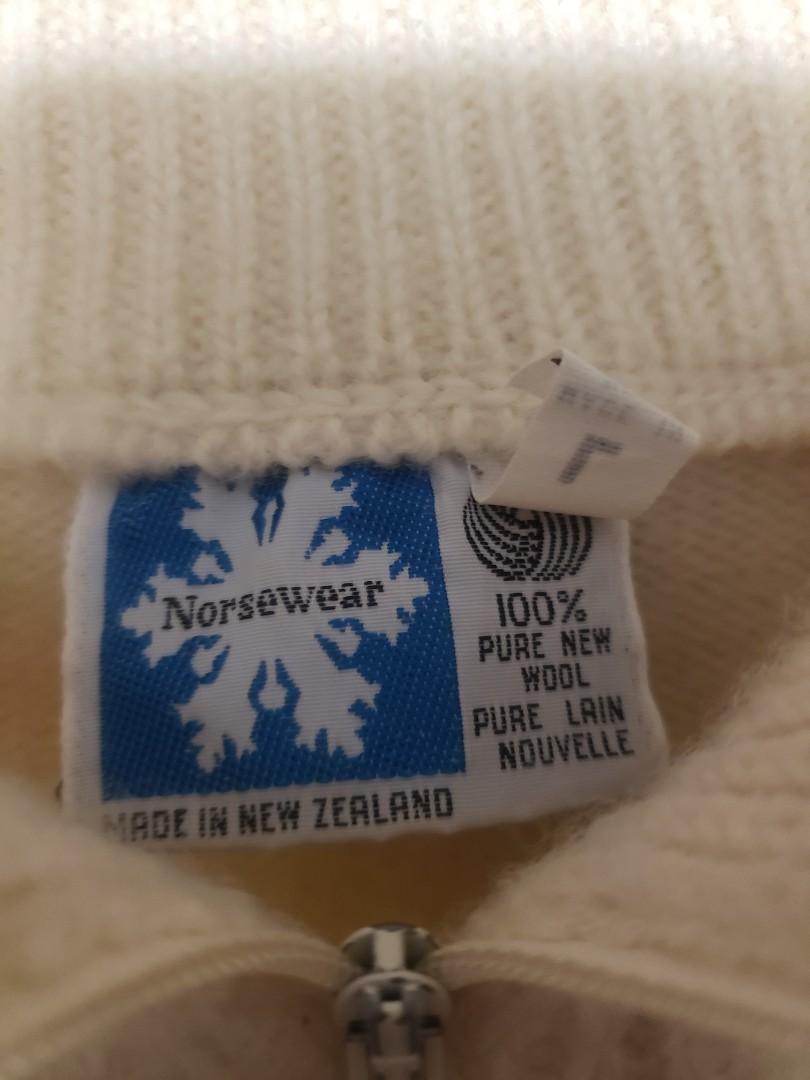 Norsewear
100%
PURE NEW
WOOL
PURE LAIN
NOUVELLE
MADE IN NEW ZEALAND